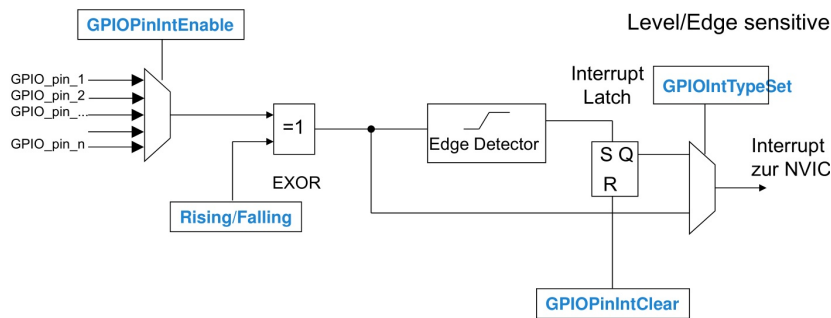 GPIOPinIntEnable
Level/Edge sensitive
GPIO_pin_1
GPIO_pin_2
GPIO_pin_...
GPIO_pin_n
=1
EXOR
Rising/Falling
Edge Detector
Interrupt
Latch
S Q
R
GPIOIntTypeSet
Interrupt
zur NVIC
GPIOPinIntClear